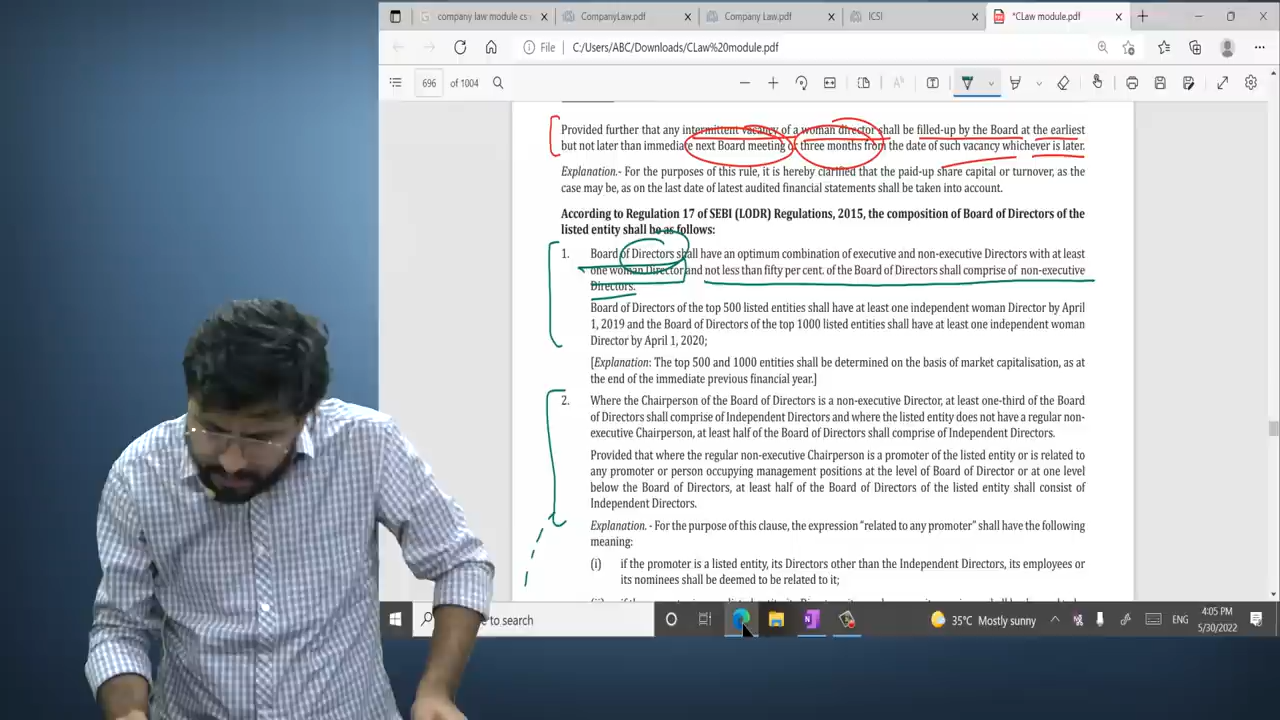 company law module cs
CompanyLaw.pdf
Company Law.pdf
ICSI
*CLaw module.pdf
File
C:/Users/ABC/Downloads/CLaw%20module.pdf
696 of 1004
Provided further that any intermittent vacancy of a woman director shall be filled-up by the Board at the earliest
but not later than immediate next Board meeting or three months from the date of such vacancy whichever is later.
Explanation.- For the purposes of this rule, it is hereby clarified that the paid-up share capital or turnover, as the
case may be, as on the last date of latest audited financial statements shall be taken into account.
According to Regulation 17 of SEBI (LODR) Regulations, 2015, the composition of Board of Directors of the
listed entity shall be as follows:
1. Board of Directors shall have an optimum combination of executive and non-executive Directors with at least
one woman Director and not less than fifty per cent. of the Board of Directors shall comprise of non-executive
Directors.
Board of Directors of the top 500 listed entities shall have at least one independent woman Director by April
1, 2019 and the Board of Directors of the top 1000 listed entities shall have at least one independent woman
Director by April 1, 2020;
[Explanation: The top 500 and 1000 entities shall be determined on the basis of market capitalisation, as at
the end of the immediate previous financial year.]
2. Where the Chairperson of the Board of Directors is a non-executive Director, at least one-third of the Board
of Directors shall comprise of Independent Directors and where the listed entity does not have a regular non-
executive Chairperson, at least half of the Board of Directors shall comprise of Independent Directors.
Provided that where the regular non-executive Chairperson is a promoter of the listed entity or is related to
any promoter or person occupying management positions at the level of Board of Director or at one level
below the Board of Directors, at least half of the Board of Directors of the listed entity shall consist of
Independent Directors.
Explanation. - For the purpose of this clause, the expression “related to any promoter” shall have the following
meaning:
(i) if the promoter is a listed entity, its Directors other than the Independent Directors, its employees or
its nominees shall be deemed to be related to it;
here to search
35°C Mostly sunny
ENG
4:05 PM
5/30/2022